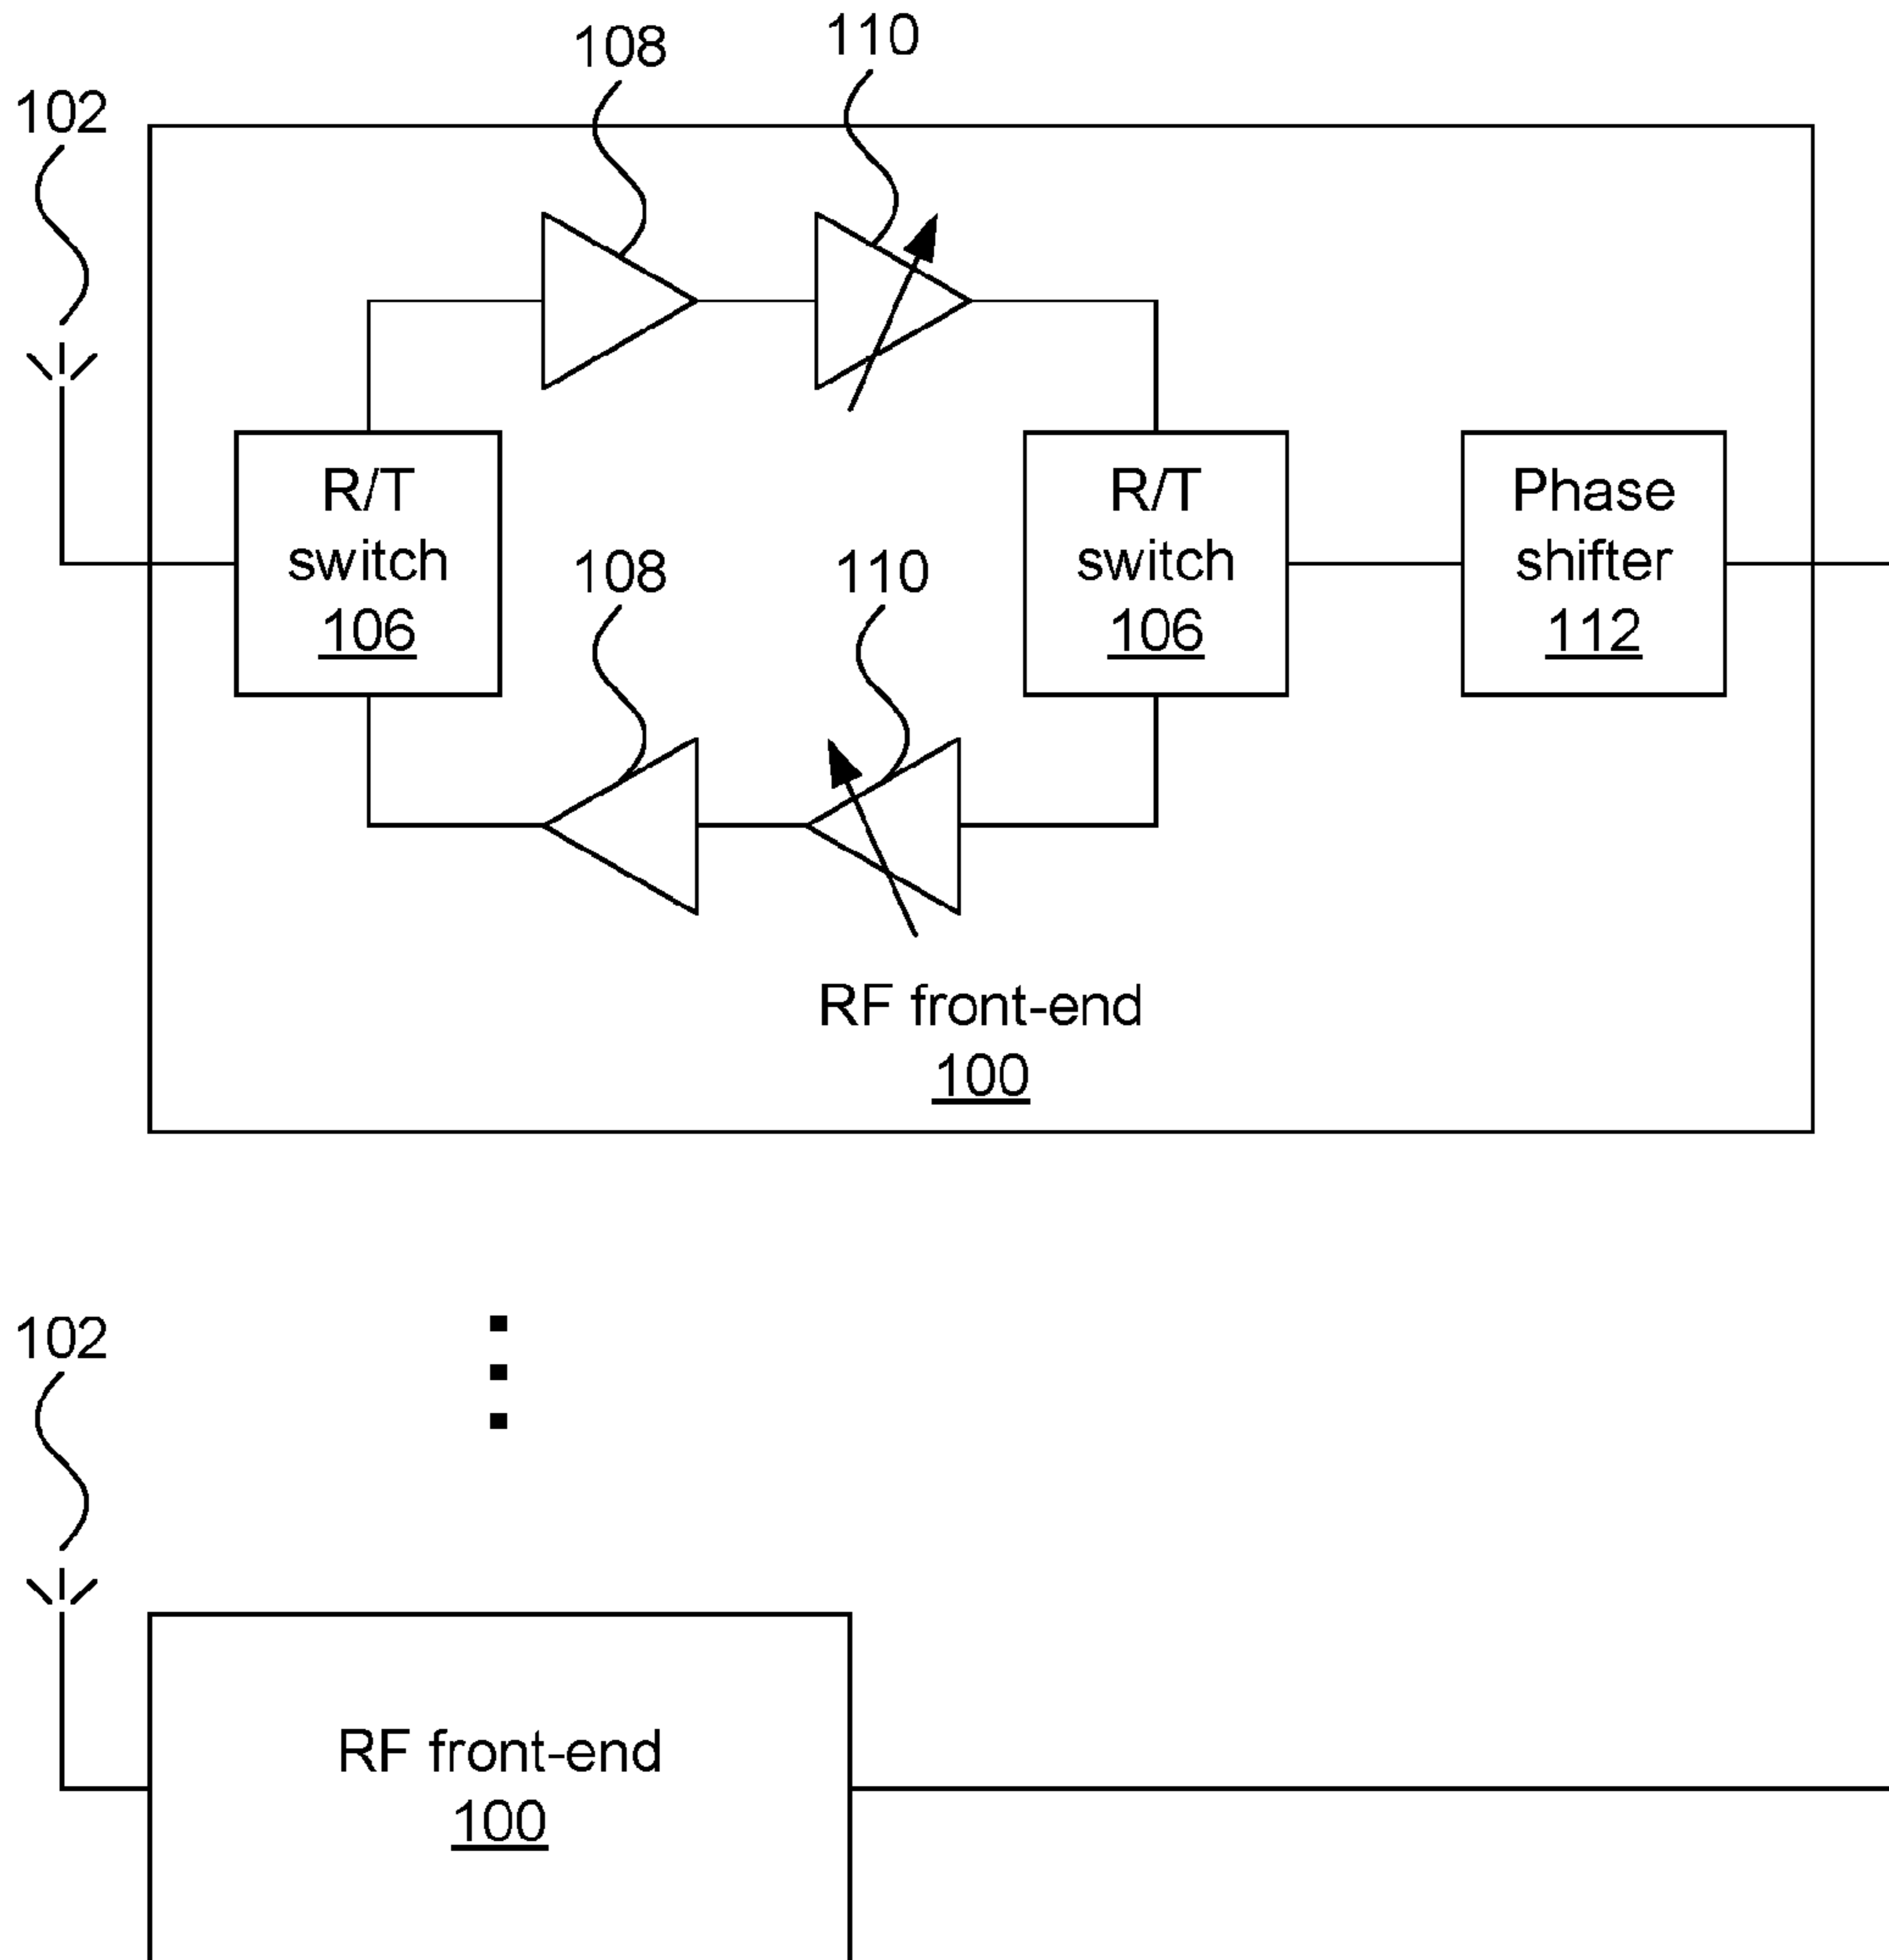 108
110
102
R/T
switch
106
R/T
switch
106
Phase
shifter
112
108
110
RF front-end
100
102
RF front-end
100